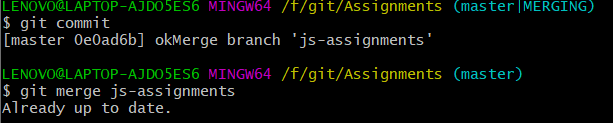 LENOVO@LAPTOP-AJDO5ES6 MINGW64 /f/git/Assignments (master|MERGING)
$ git commit
[master 0e0ad6b] okMerge branch 'js-assignments'
LENOVO@LAPTOP-AJDO5ES6 MINGW64 /f/git/Assignments (master)
$ git merge js-assignments
Already up to date.